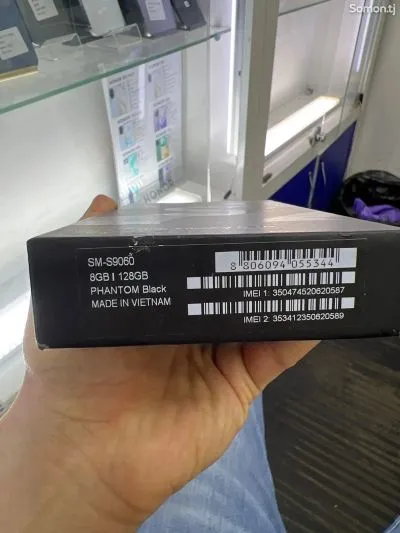 Somon.tj
HONOR
SM-S9060
8GB | 128GB
PHANTOM Black
MADE IN VIETNAM
8 806094 055344
IMEI 1: 350474520620587
IMEI 2: 353412350620589